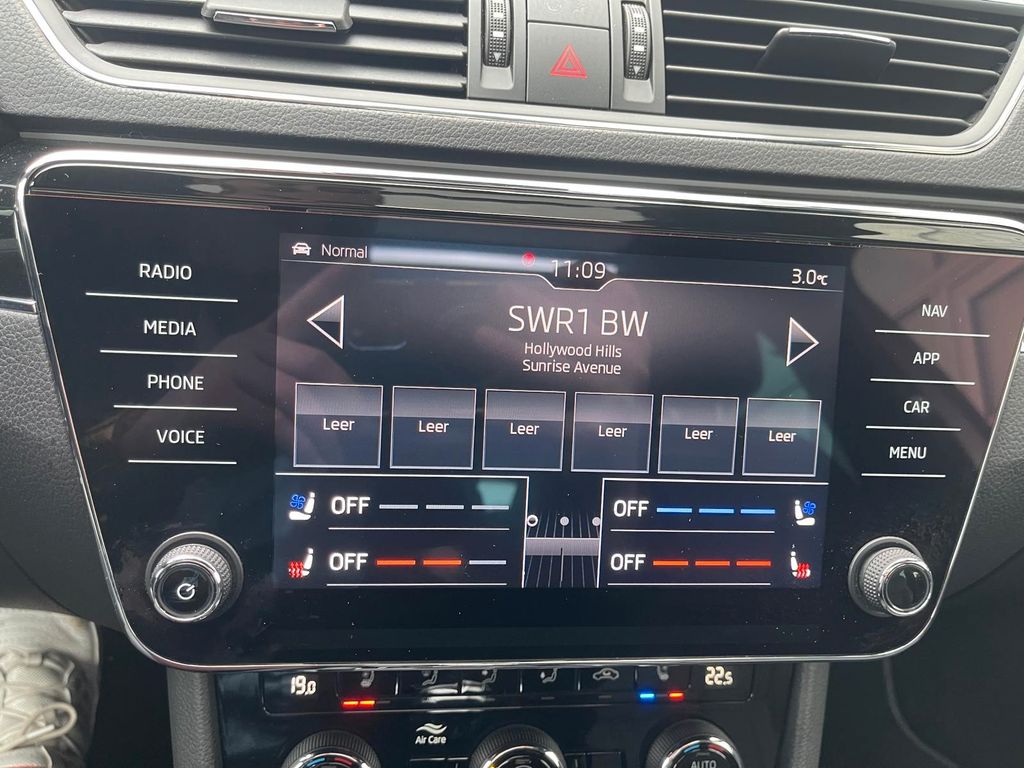 Normal
11:09
3.0°C
RADIO
MEDIA
PHONE
VOICE
SWR1 BW
Hollywood Hills
Sunrise Avenue
Leer Leer Leer Leer Leer Leer
OFF OFF
OFF OFF
NAV
APP
CAR
MENU
19.0 22.5
Air Care
AUTO